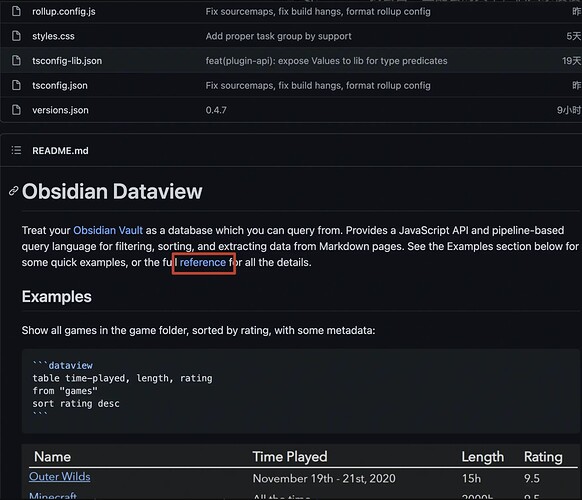 rollup.config.js Fix sourcemaps, fix build hangs, format rollup config 昨
styles.css Add proper task group by support 5天
tsconfig-lib.json feat(plugin-api): expose Values to lib for type predicates 19天
tsconfig.json Fix sourcemaps, fix build hangs, format rollup config 昨
versions.json 0.4.7 9小时
README.md
Obsidian Dataview
Treat your Obsidian Vault as a database which you can query from. Provides a JavaScript API and pipeline-based
query language for filtering, sorting, and extracting data from Markdown pages. See the Examples section below for
some quick examples, or the full reference for all the details.
Examples
Show all games in the game folder, sorted by rating, with some metadata:
```dataview
table time-played, length, rating
from "games"
sort rating desc
```
Name Time Played Length Rating
Outer Wilds November 19th - 21st, 2020 15h 9.5
Minecraft All the time 2000h 9.5